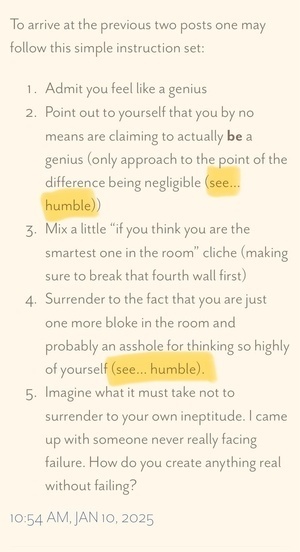 To arrive at the previous two posts one may
follow this simple instruction set:
1. Admit you feel like a genius
2. Point out to yourself that you by no
means are claiming to actually be a
genius (only approach to the point of the
difference being negligible (see...
humble))
3. Mix a little “if you think you are the
smartest one in the room” cliche (making
sure to break that fourth wall first)
4. Surrender to the fact that you are just
one more bloke in the room and
probably an asshole for thinking so highly
of yourself (see... humble).
5. Imagine what it must take not to
surrender to your own ineptitude. I came
up with someone never really facing
failure. How do you create anything real
without failing?
10:54 AM, JAN 10, 2025